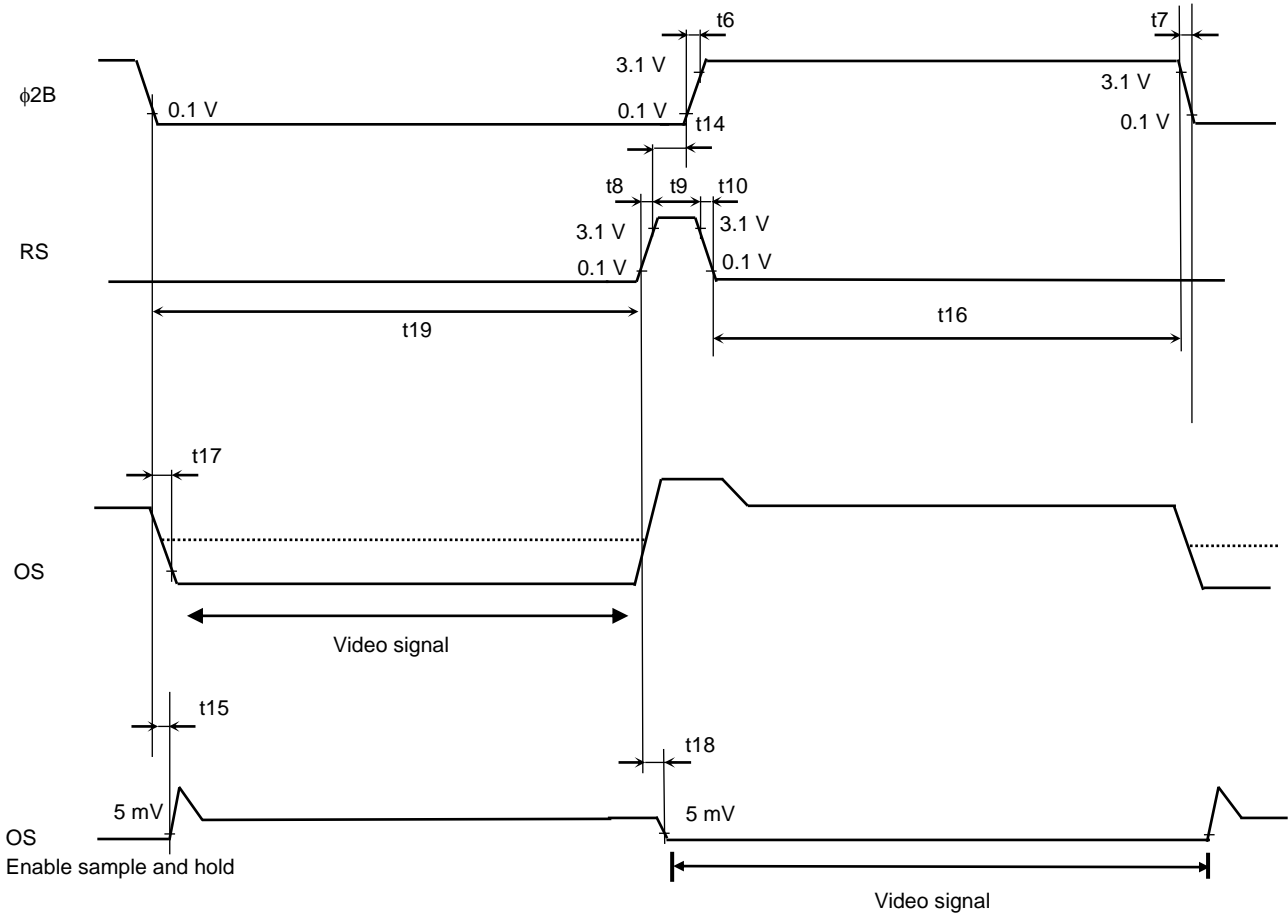 t6
t7
3.1 V
3.1 V
ϕ2B
0.1 V
0.1 V
0.1 V
t14
t8
t9
t10
3.1 V
3.1 V
RS
0.1 V
0.1 V
t19
t16
t17
OS
Video signal
t15
t18
5 mV
5 mV
OS
Enable sample and hold
Video signal